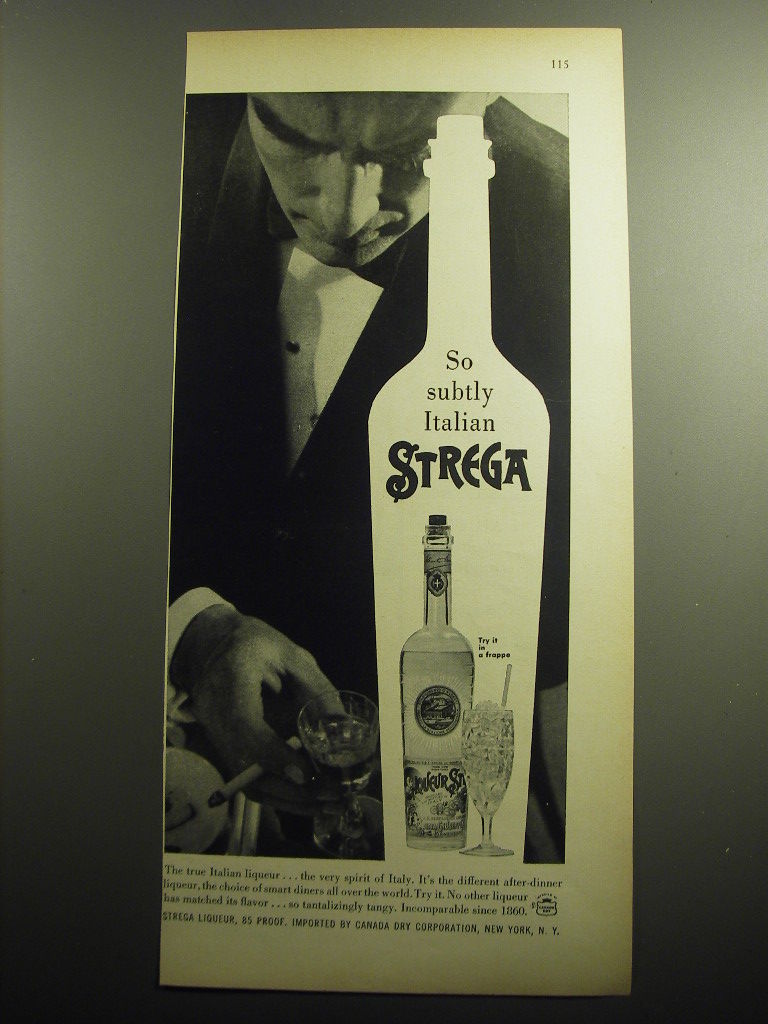 115
So
subtly
Italian
STREGA
Try it
in
a frappe
LIQUEUR ST
The true Italian liqueur . . . the very spirit of Italy. It's the different after-dinner
liqueur, the choice of smart diners all over the world. Try it. No other liqueur
has matched its flavor . . . so tantalizingly tangy. Incomparable since 1860.
STREGA LIQUEUR, 85 PROOF. IMPORTED BY CANADA DRY CORPORATION, NEW YORK, N. Y.